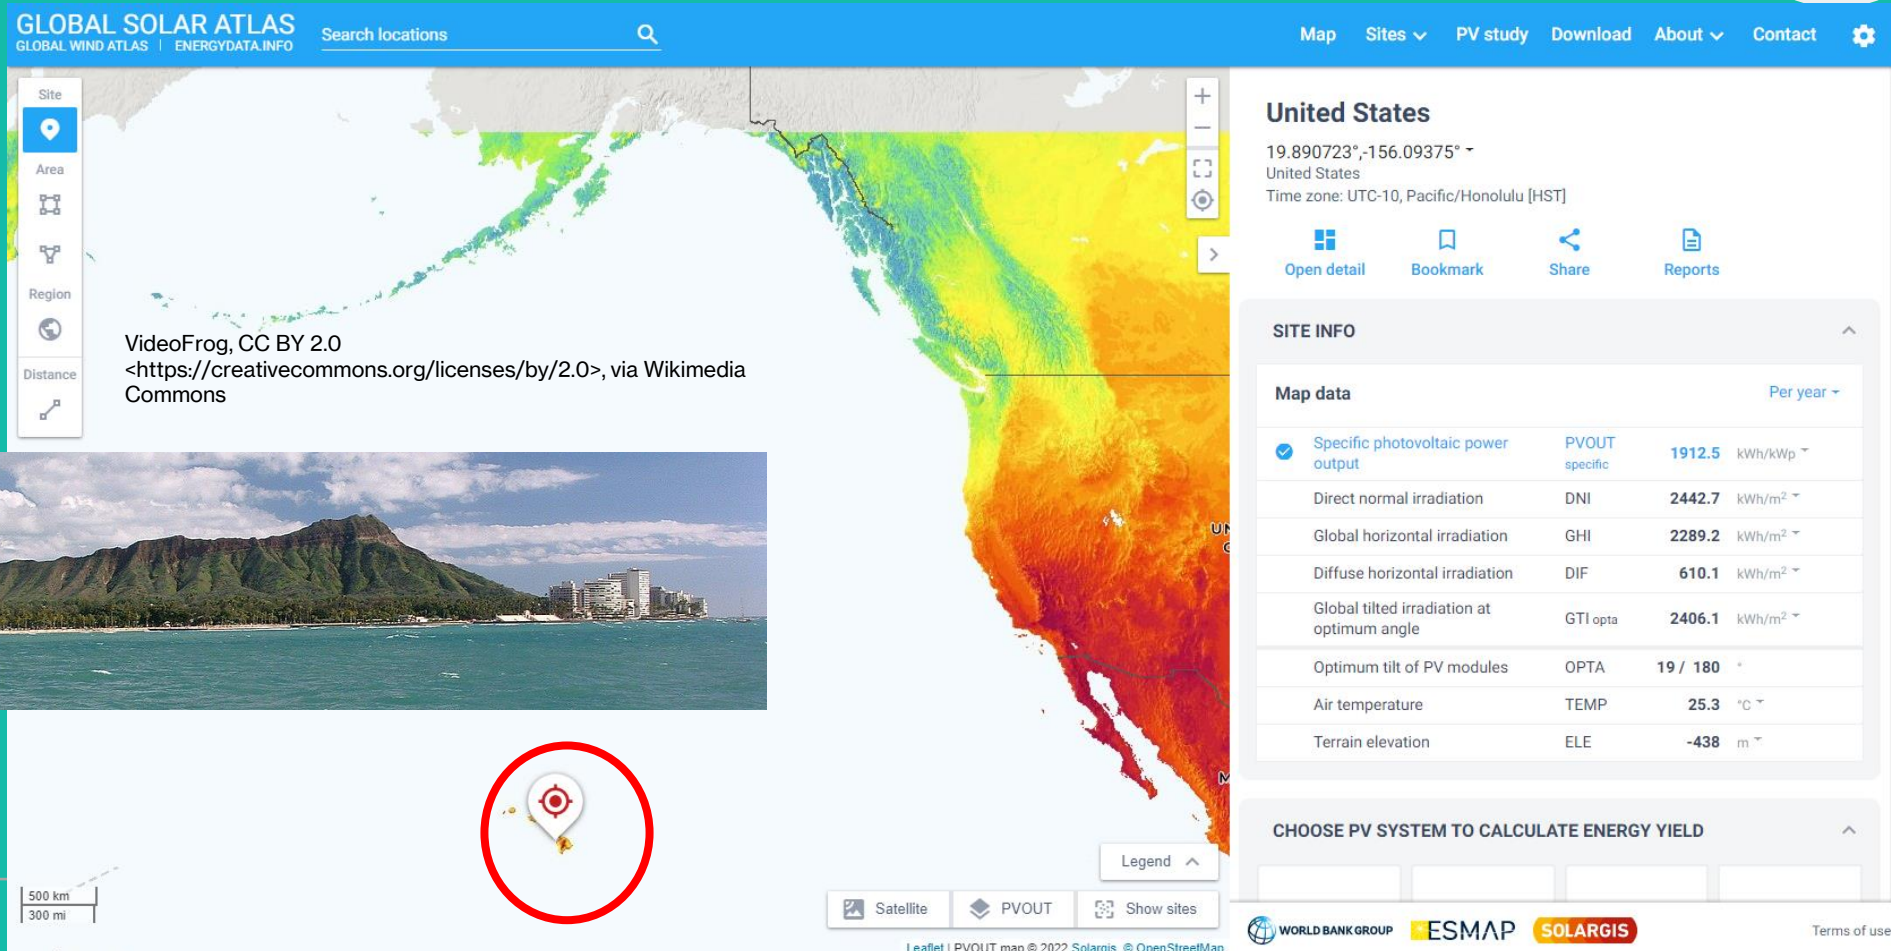 GLOBAL SOLAR ATLAS
GLOBAL WIND ATLAS | ENERGYDATA.INFO
Search locations
Map Sites PV study Download About Contact
Site
Area
Region
Distance
VideoFrog, CC BY 2.0
<https://creativecommons.org/licenses/by/2.0>, via Wikimedia
Commons
UN
M
500 km
300 mi
Legend
Satellite PVOUT Show sites
Leaflet | PVOUT map © 2022 Solargis, © OpenStreetMap
United States
19.890723°,-156.09375°
United States
Time zone: UTC-10, Pacific/Honolulu [HST]
Open detail Bookmark Share Reports
SITE INFO
Map data Per year
Specific photovoltaic power
output PVOUT specific 1912.5 kWh/kWp
Direct normal irradiation DNI 2442.7 kWh/m²
Global horizontal irradiation GHI 2289.2 kWh/m²
Diffuse horizontal irradiation DIF 610.1 kWh/m²
Global tilted irradiation at
optimum angle GTI opta 2406.1 kWh/m²
Optimum tilt of PV modules OPTA 19 / 180 °
Air temperature TEMP 25.3 °C
Terrain elevation ELE -438 m
CHOOSE PV SYSTEM TO CALCULATE ENERGY YIELD
WORLD BANK GROUP ESMAP SOLARGIS Terms of use